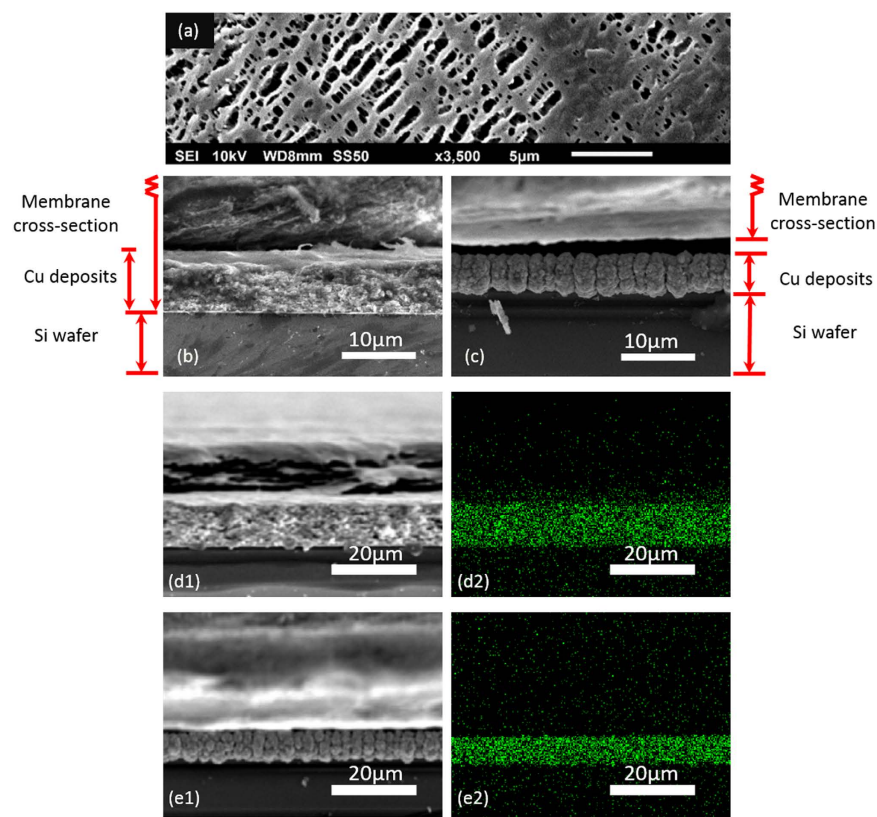 (a)
SEI 10kV WD8mm SS50 x3,500 5µm
Membrane
cross-section
Cu deposits
Si wafer
(b)
10µm
(c)
10µm
Membrane
cross-section
Cu deposits
Si wafer
(d1)
20µm
(d2)
20µm
(e1)
20µm
(e2)
20µm